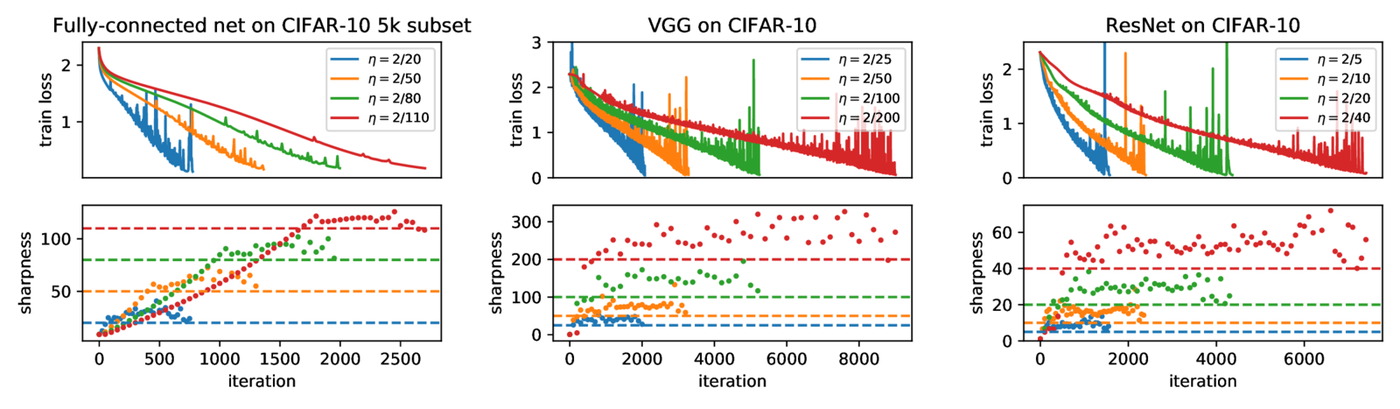 Fully-connected net on CIFAR-10 5k subset
train loss
2
1
η = 2/20
η = 2/50
η = 2/80
η = 2/110
sharpness
100
50
0
500
1000
1500
2000
2500
iteration
VGG on CIFAR-10
train loss
3
2
1
0
η = 2/25
η = 2/50
η = 2/100
η = 2/200
sharpness
300
200
100
0
0
2000
4000
6000
8000
iteration
ResNet on CIFAR-10
train loss
2
1
0
η = 2/5
η = 2/10
η = 2/20
η = 2/40
sharpness
60
40
20
0
0
2000
4000
6000
iteration